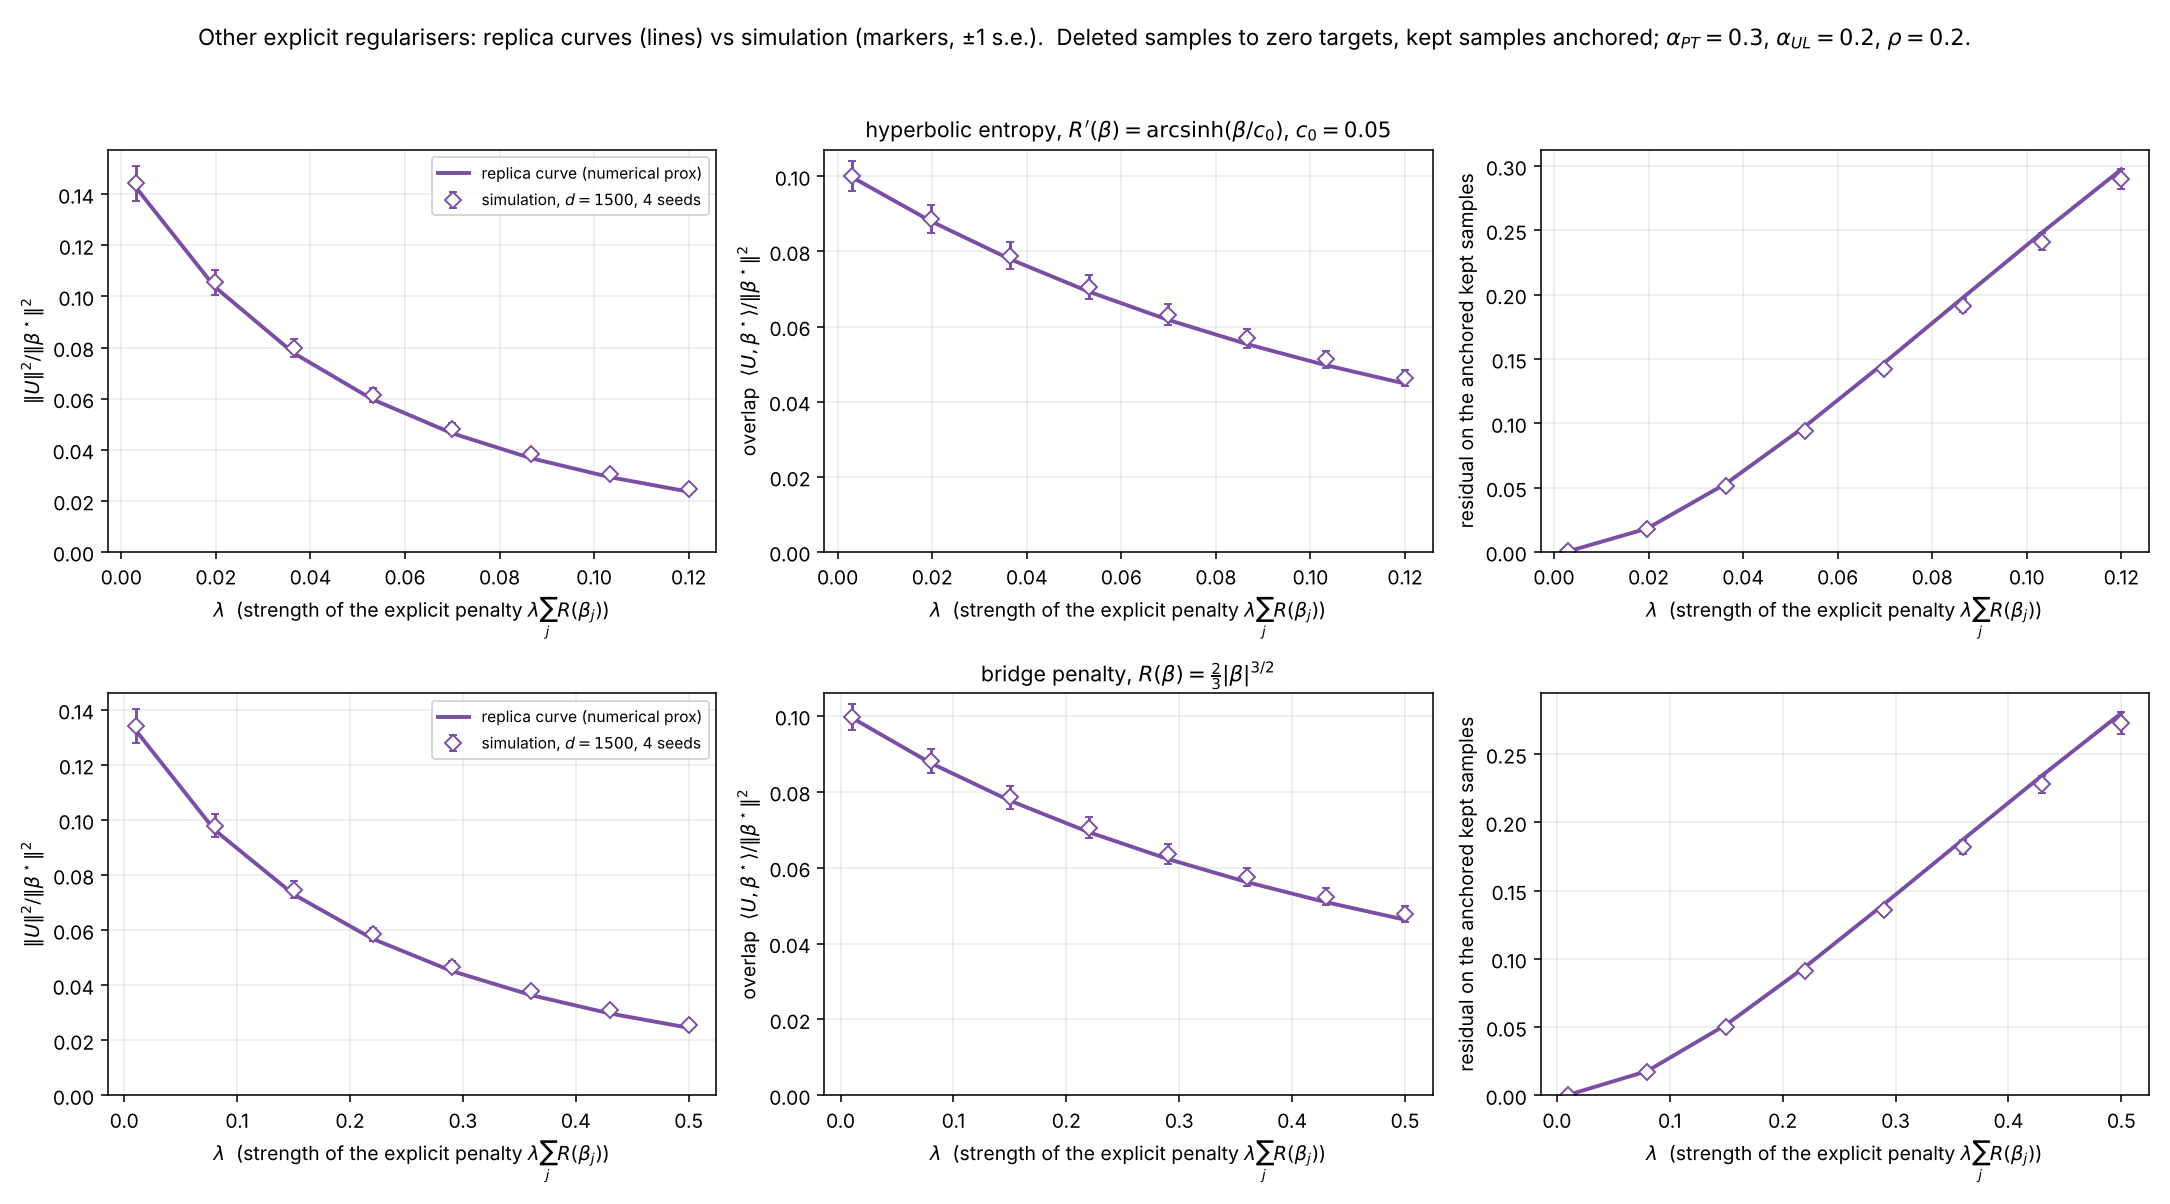 Other explicit regularisers: replica curves (lines) vs simulation (markers, ±1 s.e.).  Deleted samples to zero targets, kept samples anchored; α_PT = 0.3, α_UL = 0.2, ρ = 0.2.
hyperbolic entropy, R′(β) = arcsinh(β/c₀), c₀ = 0.05
‖U‖²/‖β*‖²
0.14
0.12
0.10
0.08
0.06
0.04
0.02
0.00
replica curve (numerical prox)
simulation, d = 1500, 4 seeds
0.00 0.02 0.04 0.06 0.08 0.10 0.12
λ  (strength of the explicit penalty λ∑_j R(β_j))
overlap ⟨U, β*⟩/‖β*‖²
0.10
0.08
0.06
0.04
0.02
0.00
0.00 0.02 0.04 0.06 0.08 0.10 0.12
λ  (strength of the explicit penalty λ∑_j R(β_j))
residual on the anchored kept samples
0.30
0.25
0.20
0.15
0.10
0.05
0.00
0.00 0.02 0.04 0.06 0.08 0.10 0.12
λ  (strength of the explicit penalty λ∑_j R(β_j))
bridge penalty, R(β) = 2/3|β|^3/2
‖U‖²/‖β*‖²
0.14
0.12
0.10
0.08
0.06
0.04
0.02
0.00
replica curve (numerical prox)
simulation, d = 1500, 4 seeds
0.0 0.1 0.2 0.3 0.4 0.5
λ  (strength of the explicit penalty λ∑_j R(β_j))
overlap ⟨U, β*⟩/‖β*‖²
0.10
0.08
0.06
0.04
0.02
0.00
0.0 0.1 0.2 0.3 0.4 0.5
λ  (strength of the explicit penalty λ∑_j R(β_j))
residual on the anchored kept samples
0.25
0.20
0.15
0.10
0.05
0.00
0.0 0.1 0.2 0.3 0.4 0.5
λ  (strength of the explicit penalty λ∑_j R(β_j))